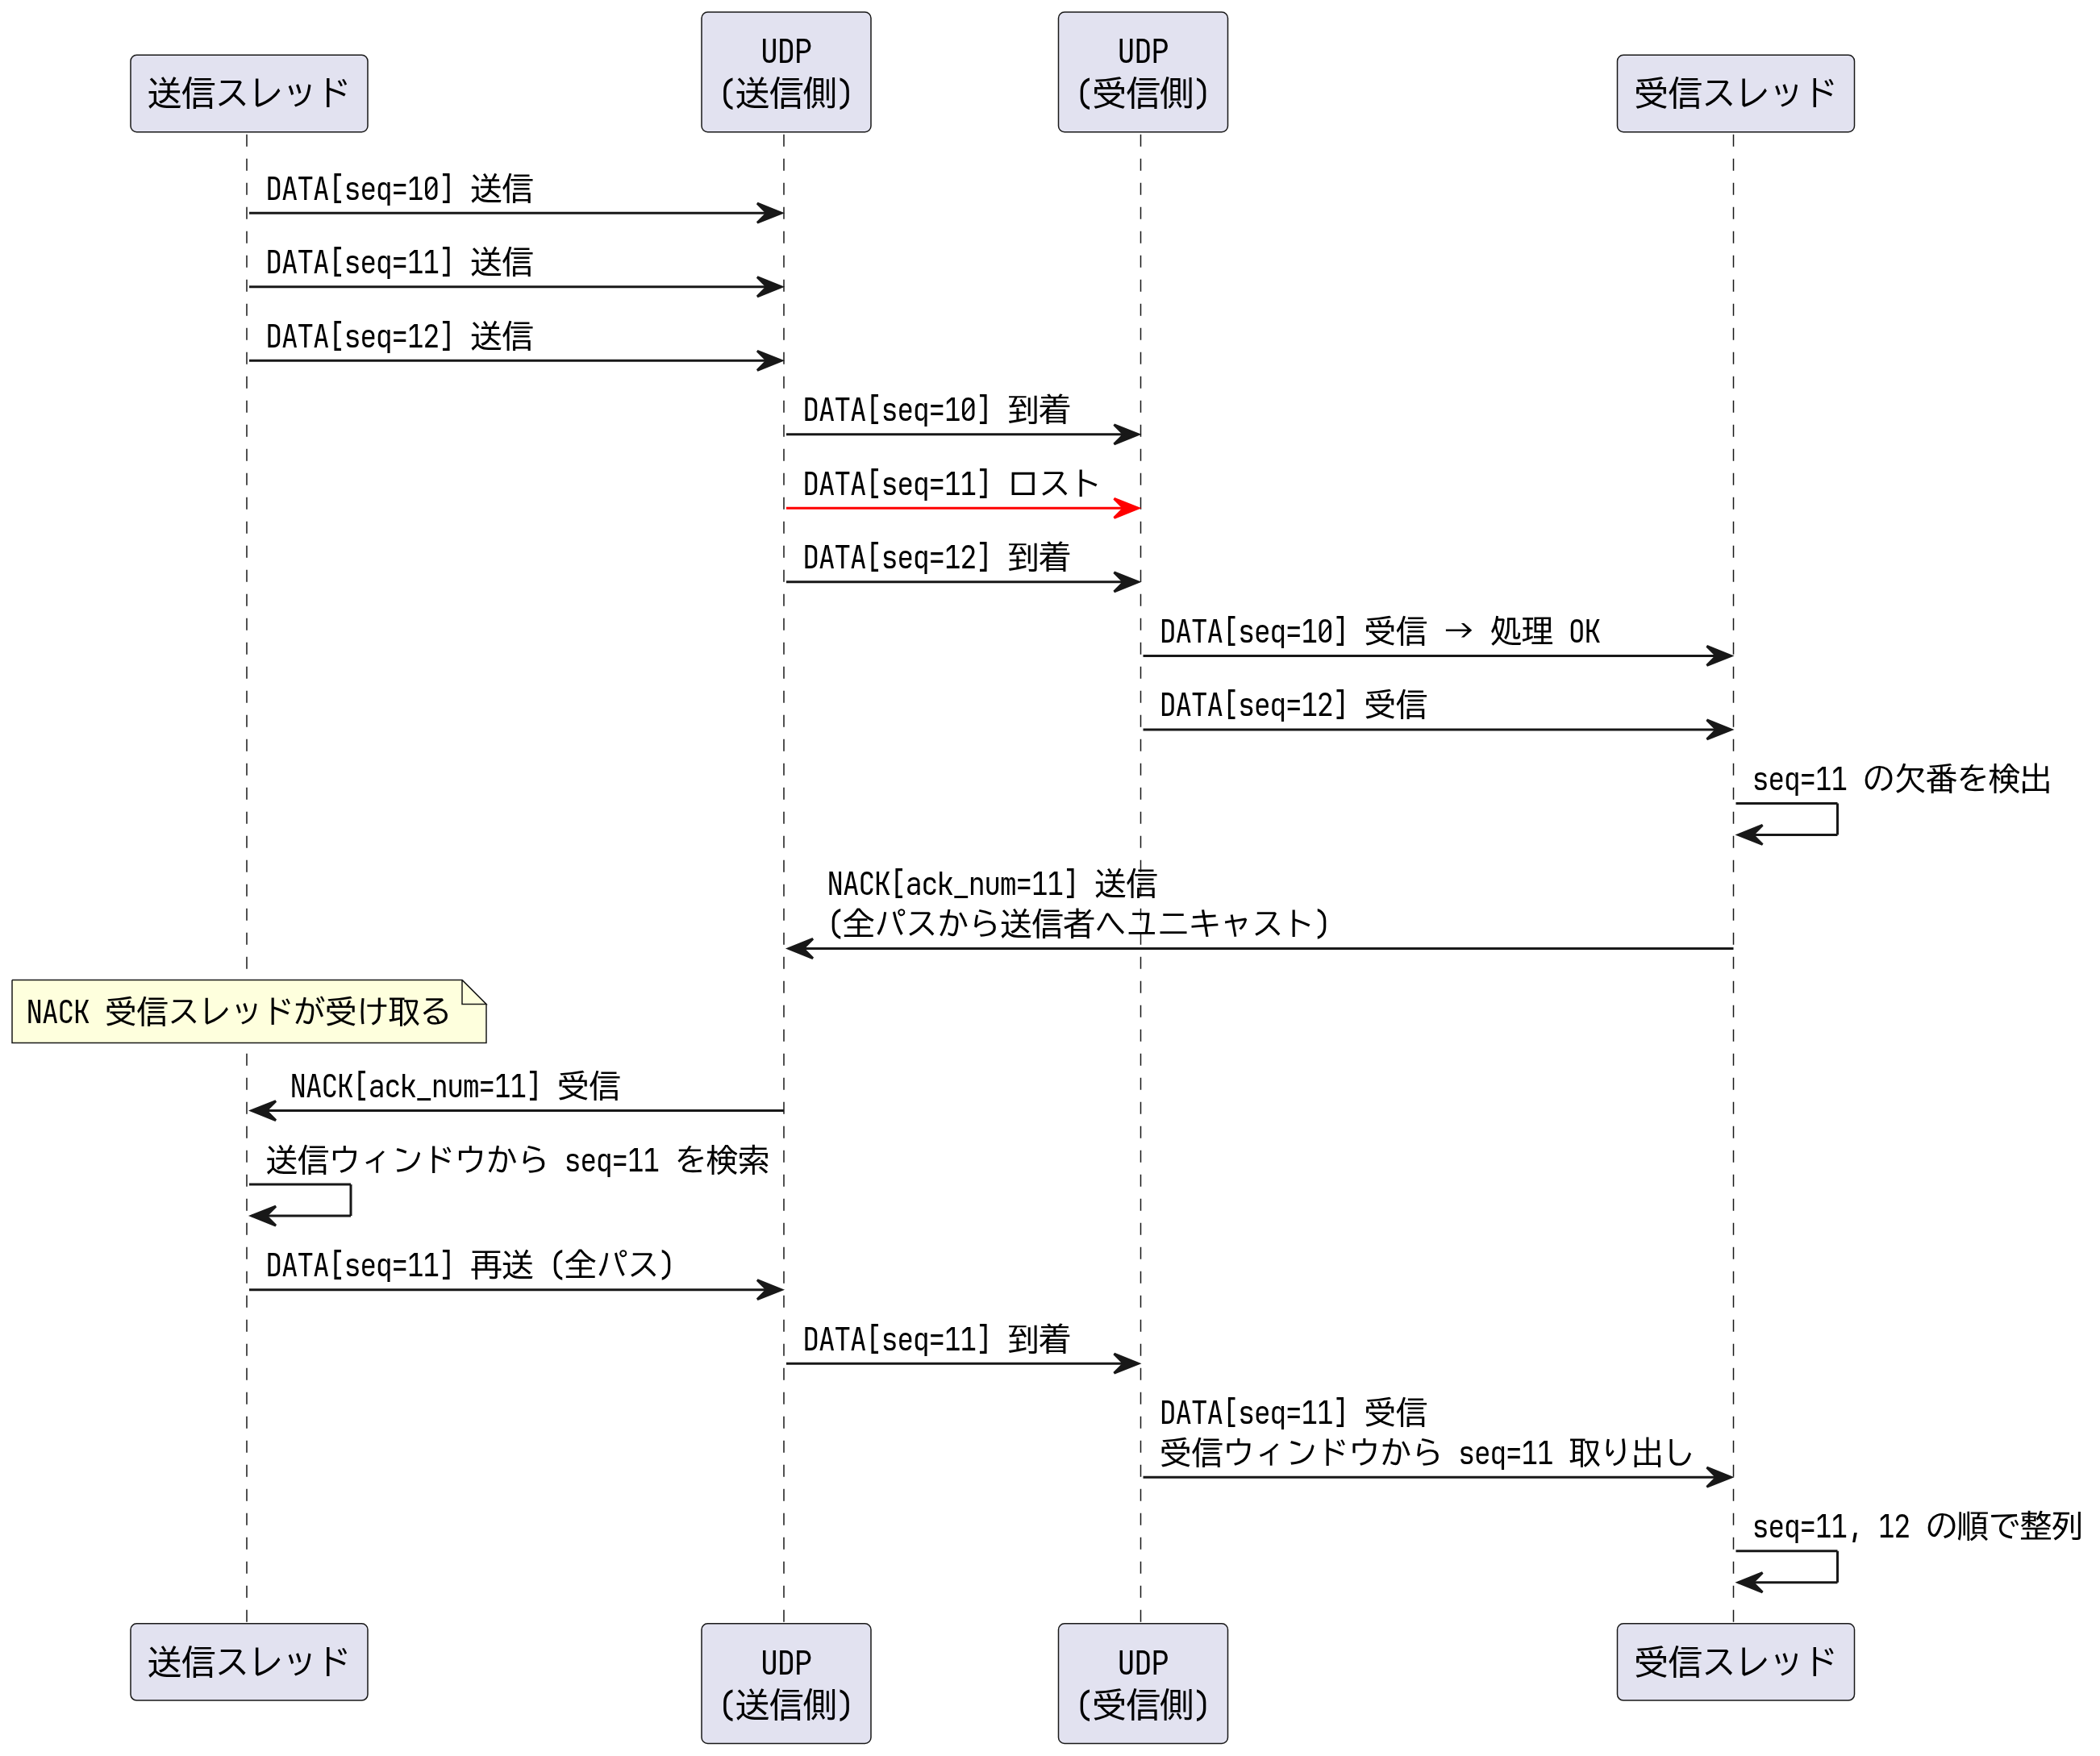 送信スレッド
UDP
(送信側)
UDP
(受信側)
受信スレッド
DATA[seq=10] 送信
DATA[seq=11] 送信
DATA[seq=12] 送信
DATA[seq=10] 到着
DATA[seq=11] ロスト
DATA[seq=12] 到着
DATA[seq=10] 受信 → 処理 OK
DATA[seq=12] 受信
seq=11 の欠番を検出
NACK[ack_num=11] 送信
(全パスから送信者へユニキャスト)
NACK 受信スレッドが受け取る
NACK[ack_num=11] 受信
送信ウィンドウから seq=11 を検索
DATA[seq=11] 再送 (全パス)
DATA[seq=11] 到着
DATA[seq=11] 受信
受信ウィンドウから seq=11 取り出し
seq=11, 12 の順で整列
送信スレッド
UDP
(送信側)
UDP
(受信側)
受信スレッド